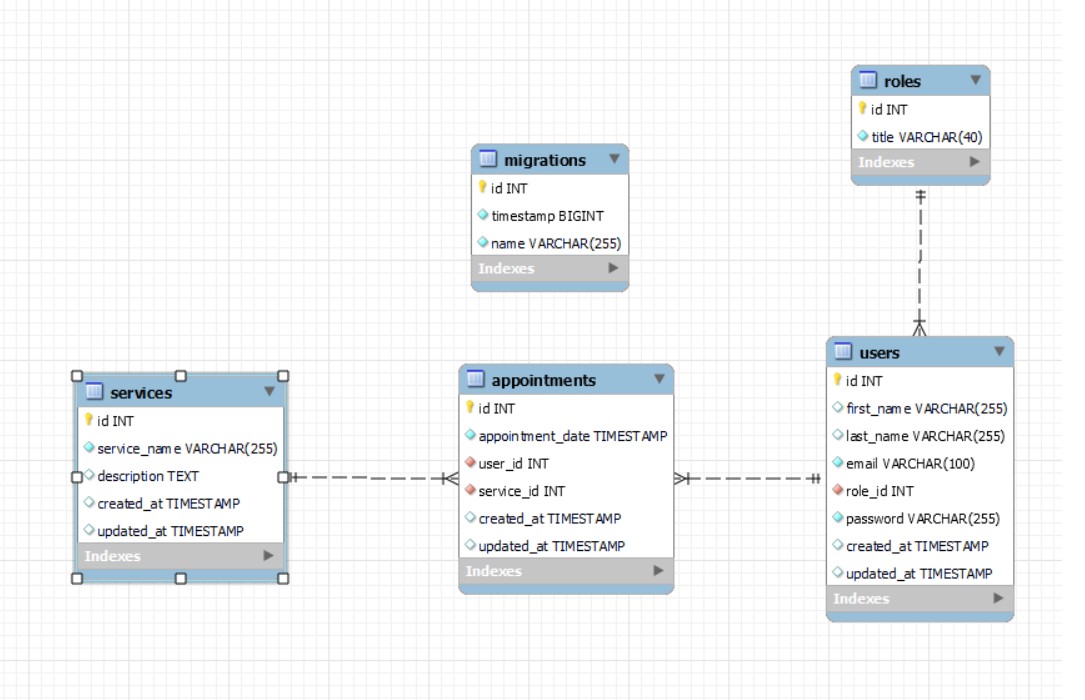 roles
id INT
title VARCHAR(40)
Indexes
migrations
id INT
timestamp BIGINT
name VARCHAR(255)
Indexes
services
id INT
service_name VARCHAR(255)
description TEXT
created_at TIMESTAMP
updated_at TIMESTAMP
Indexes
appointments
id INT
appointment_date TIMESTAMP
user_id INT
service_id INT
created_at TIMESTAMP
updated_at TIMESTAMP
Indexes
users
id INT
first_name VARCHAR(255)
last_name VARCHAR(255)
email VARCHAR(100)
role_id INT
password VARCHAR(255)
created_at TIMESTAMP
updated_at TIMESTAMP
Indexes